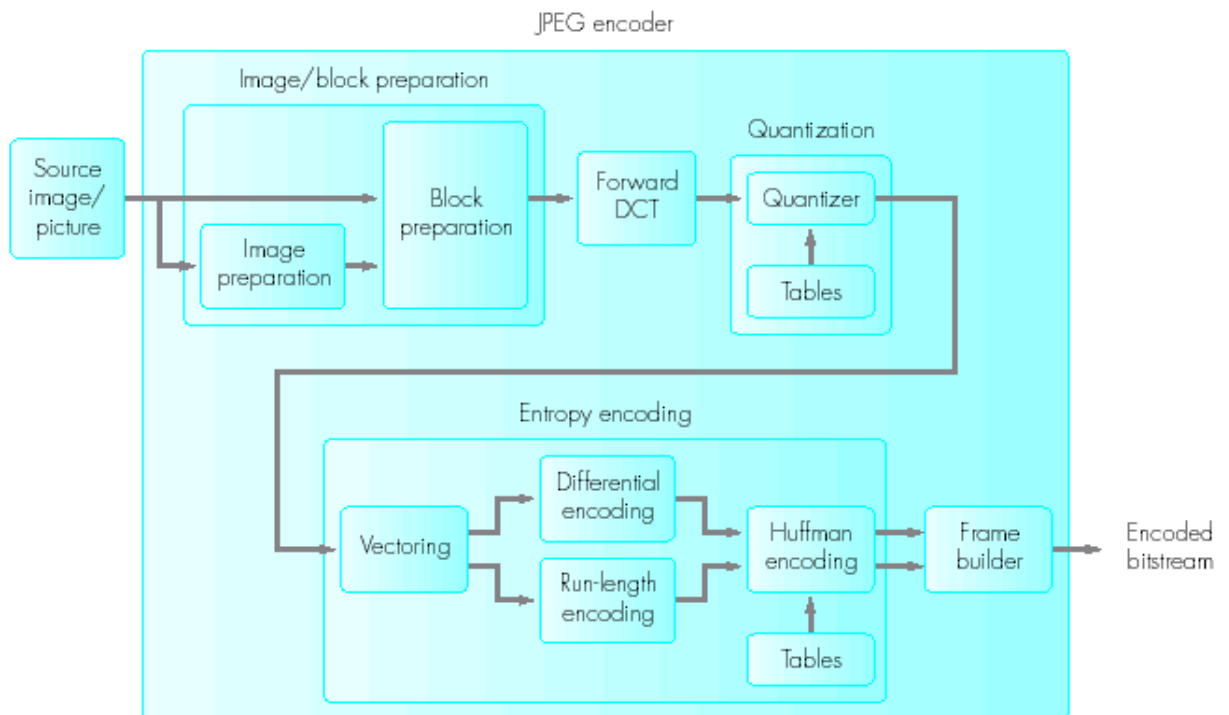 JPEG encoder
Image/block preparation
Source
image/
picture
Image
preparation
Block
preparation
Forward
DCT
Quantization
Quantizer
Tables
Entropy encoding
Vectoring
Differential
encoding
Run-length
encoding
Huffman
encoding
Tables
Frame
builder
Encoded
bitstream